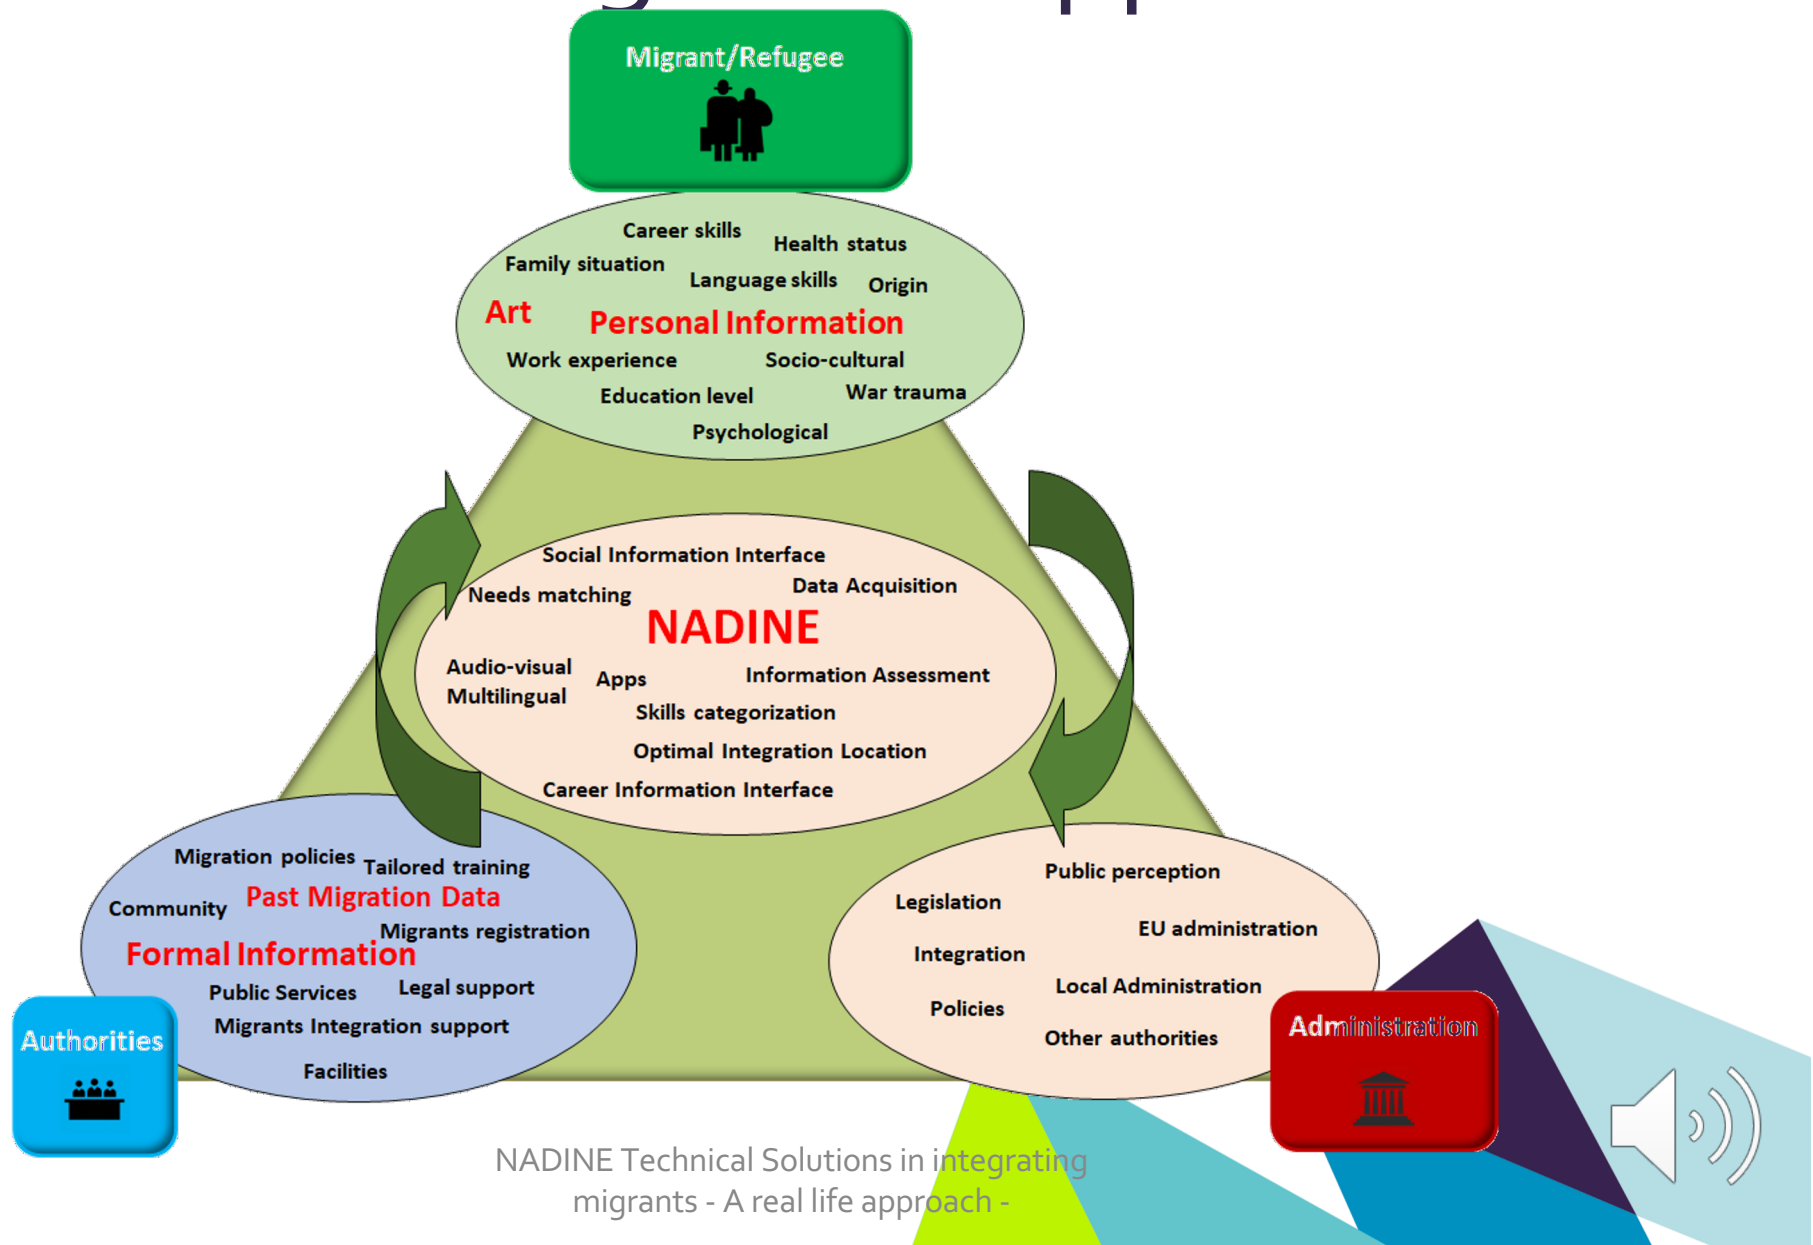 Migrant/Refugee
Career skills
Health status
Family situation
Language skills
Origin
Art
Personal Information
Work experience
Socio-cultural
Education level
War trauma
Psychological
Social Information Interface
Data Acquisition
Needs matching
NADINE
Audio-visual
Multilingual
Apps
Information Assessment
Skills categorization
Optimal Integration Location
Career Information Interface
Migration policies
Tailored training
Past Migration Data
Community
Migrants registration
Formal Information
Public Services
Legal support
Migrants Integration support
Facilities
Authorities
Public perception
Legislation
EU administration
Integration
Local Administration
Policies
Other authorities
Administration
NADINE Technical Solutions in integrating
migrants - A real life approach -